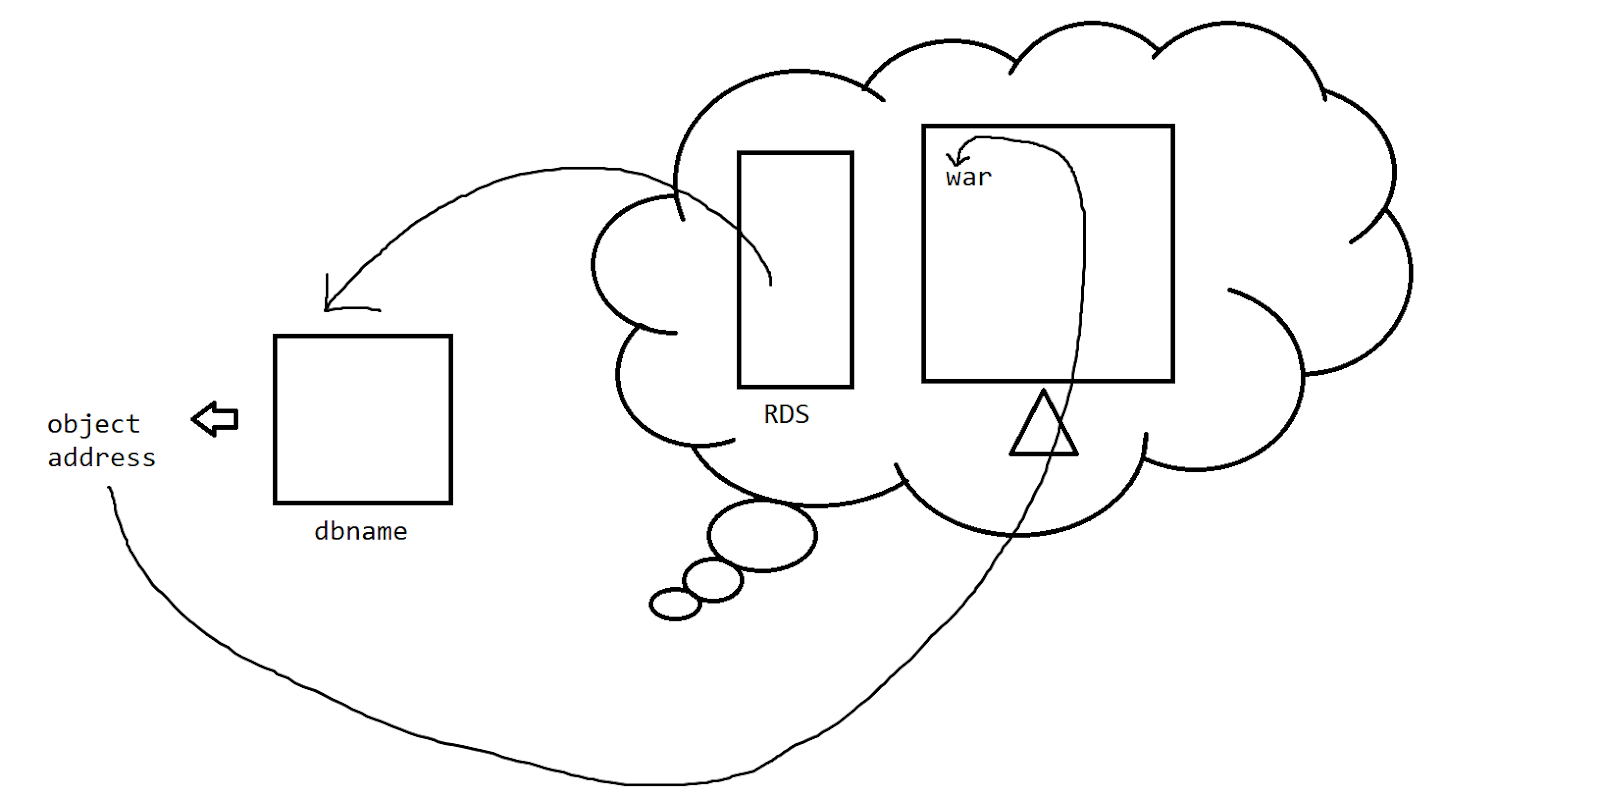 war
RDS
object
address
dbname